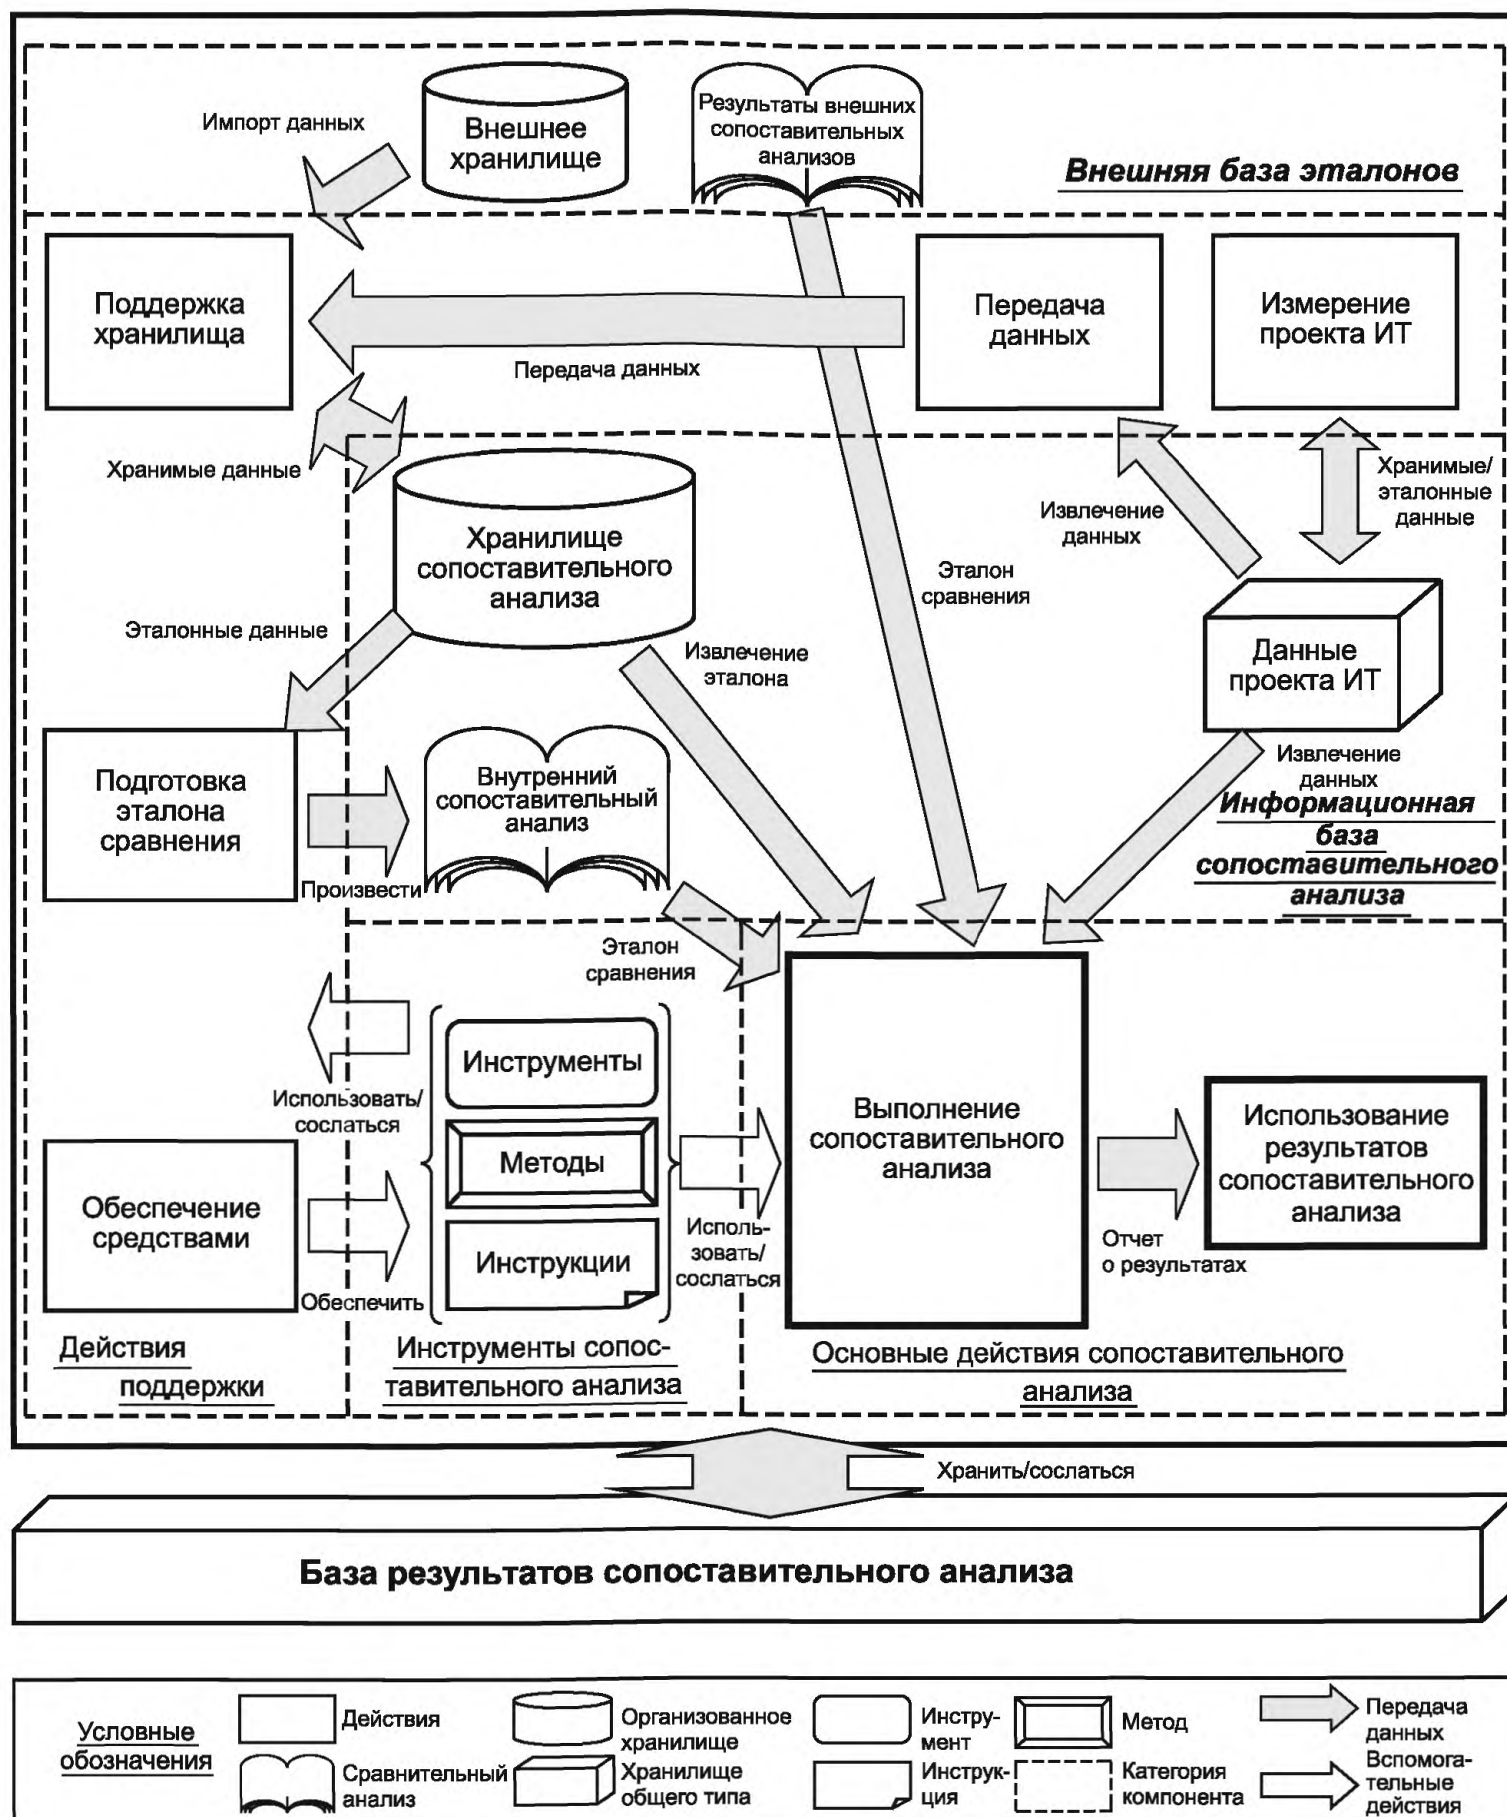 Импорт данных
Внешнее
хранилище
Результаты внешних
сопоставительных
анализов
Внешняя база эталонов
Поддержка
хранилища
Передача данных
Передача
данных
Измерение
проекта ИТ
Хранимые данные
Хранилище
сопоставительного
анализа
Извлечение
данных
Хранимые/
эталонные
данные
Эталон
сравнения
Эталонные данные
Извлечение
эталона
Данные
проекта ИТ
Извлечение
данных
Подготовка
эталона
сравнения
Произвести
Внутренний
сопоставительный
анализ
Информационная
база
сопоставительного
анализа
Эталон
сравнения
Использовать/
сослаться
Инструменты
Методы
Инструкции
Обеспечение
средствами
Обеспечить
Исполь-
зовать/
сослаться
Выполнение
сопоставительного
анализа
Отчет
о результатах
Использование
результатов
сопоставительного
анализа
Действия
поддержки
Инструменты сопос-
тавительного анализа
Основные действия сопоставительного
анализа
Хранить/сослаться
База результатов сопоставительного анализа
Условные
обозначения
Действия
Сравнительный
анализ
Организованное
хранилище
Хранилище
общего типа
Инстру-
мент
Инструк-
ция
Метод
Категория
компонента
Передача
данных
Вспомога-
тельные
действия